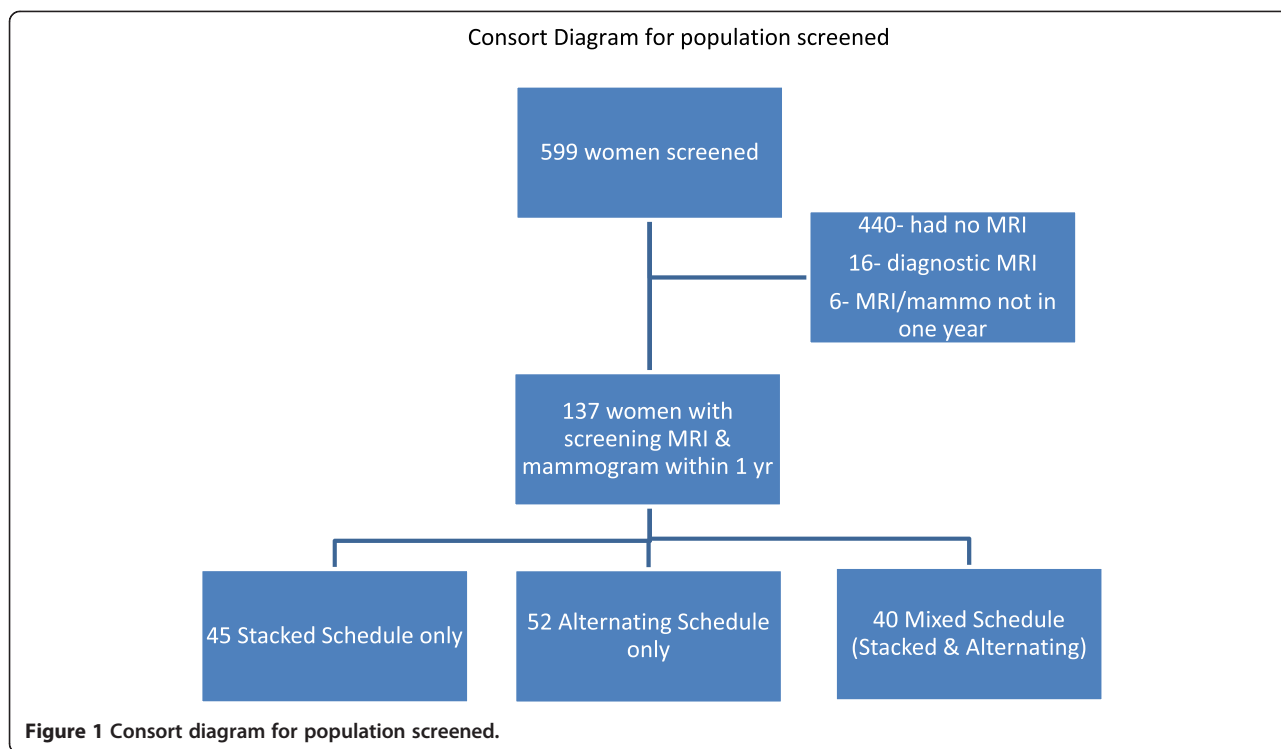 Consort Diagram for population screened
599 women screened
440- had no MRI
16- diagnostic MRI
6- MRI/mammo not in
one year
137 women with
screening MRI &
mammogram within 1 yr
45 Stacked Schedule only
52 Alternating Schedule
only
40 Mixed Schedule
(Stacked & Alternating)
Figure 1 Consort diagram for population screened.